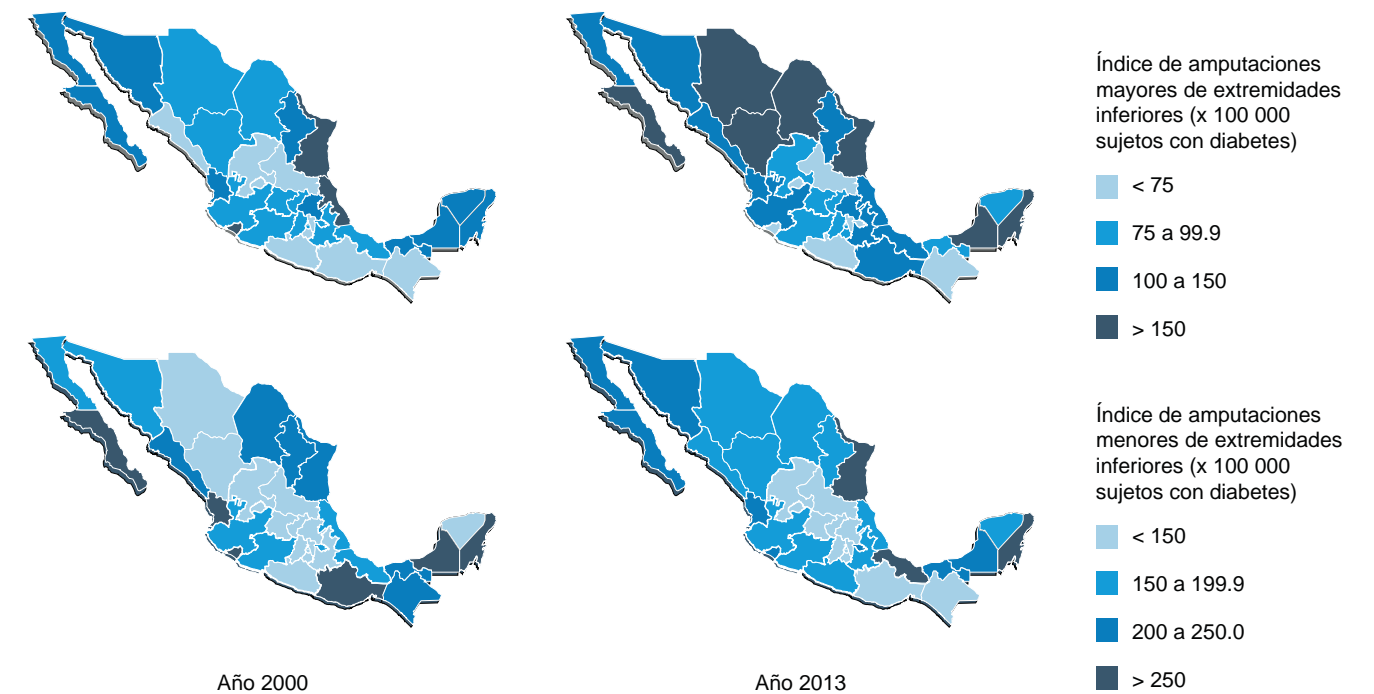 Índice de amputaciones
mayores de extremidades
inferiores (x 100 000
sujetos con diabetes)
< 75
75 a 99.9
100 a 150
> 150
Índice de amputaciones
menores de extremidades
inferiores (x 100 000
sujetos con diabetes)
< 150
150 a 199.9
200 a 250.0
> 250
Año 2000
Año 2013